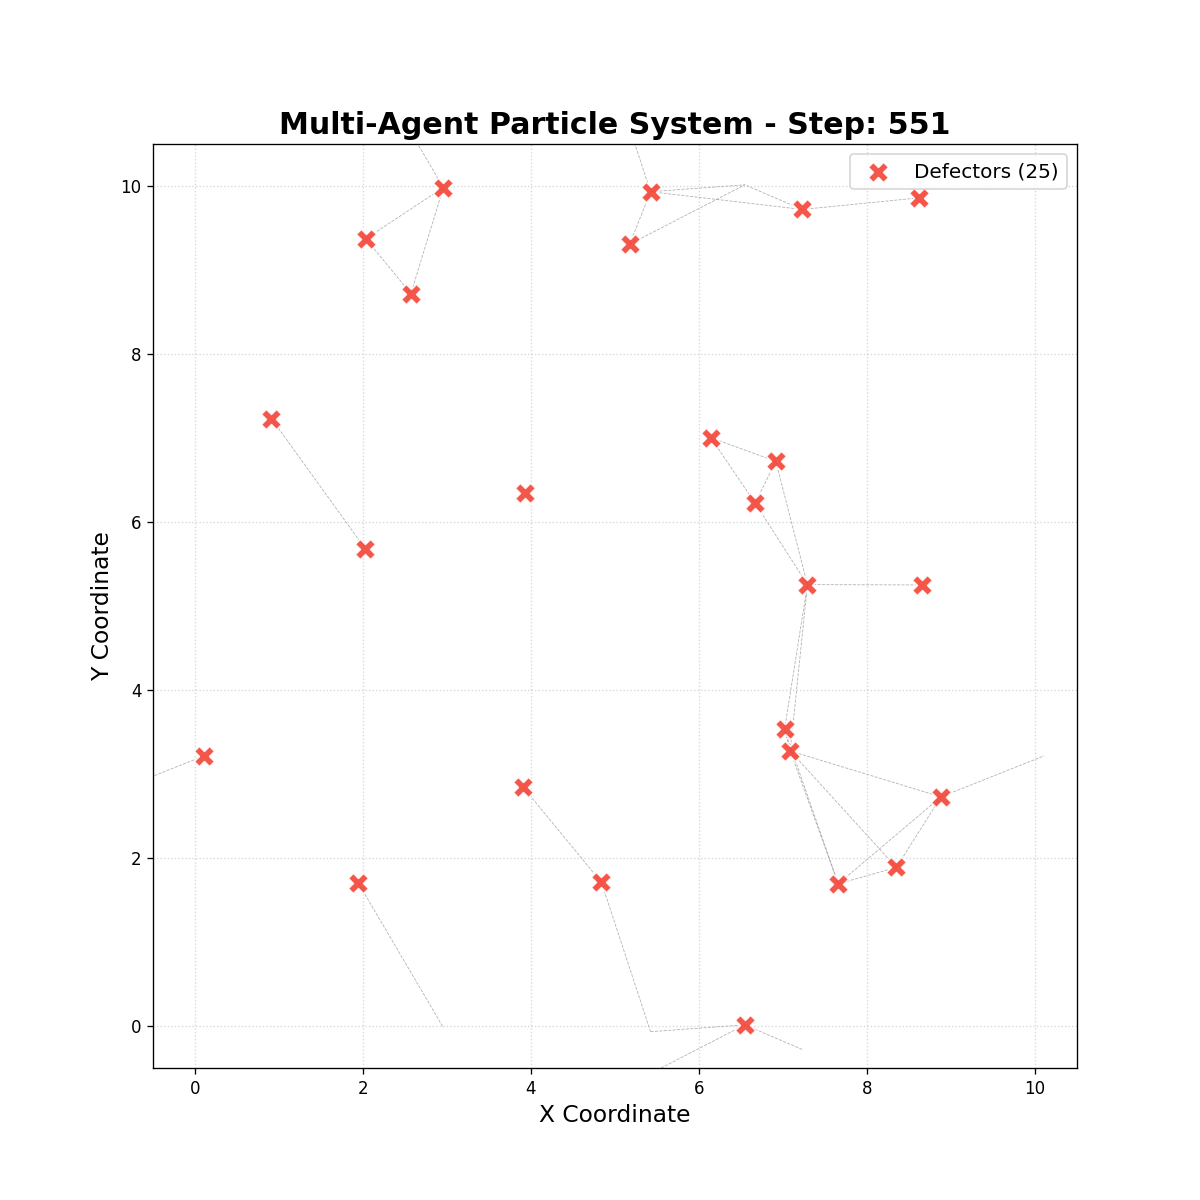 Multi-Agent Particle System - Step: 551
Defectors (25)
10
8
6
4
2
0
Y Coordinate
0 2 4 6 8 10
X Coordinate